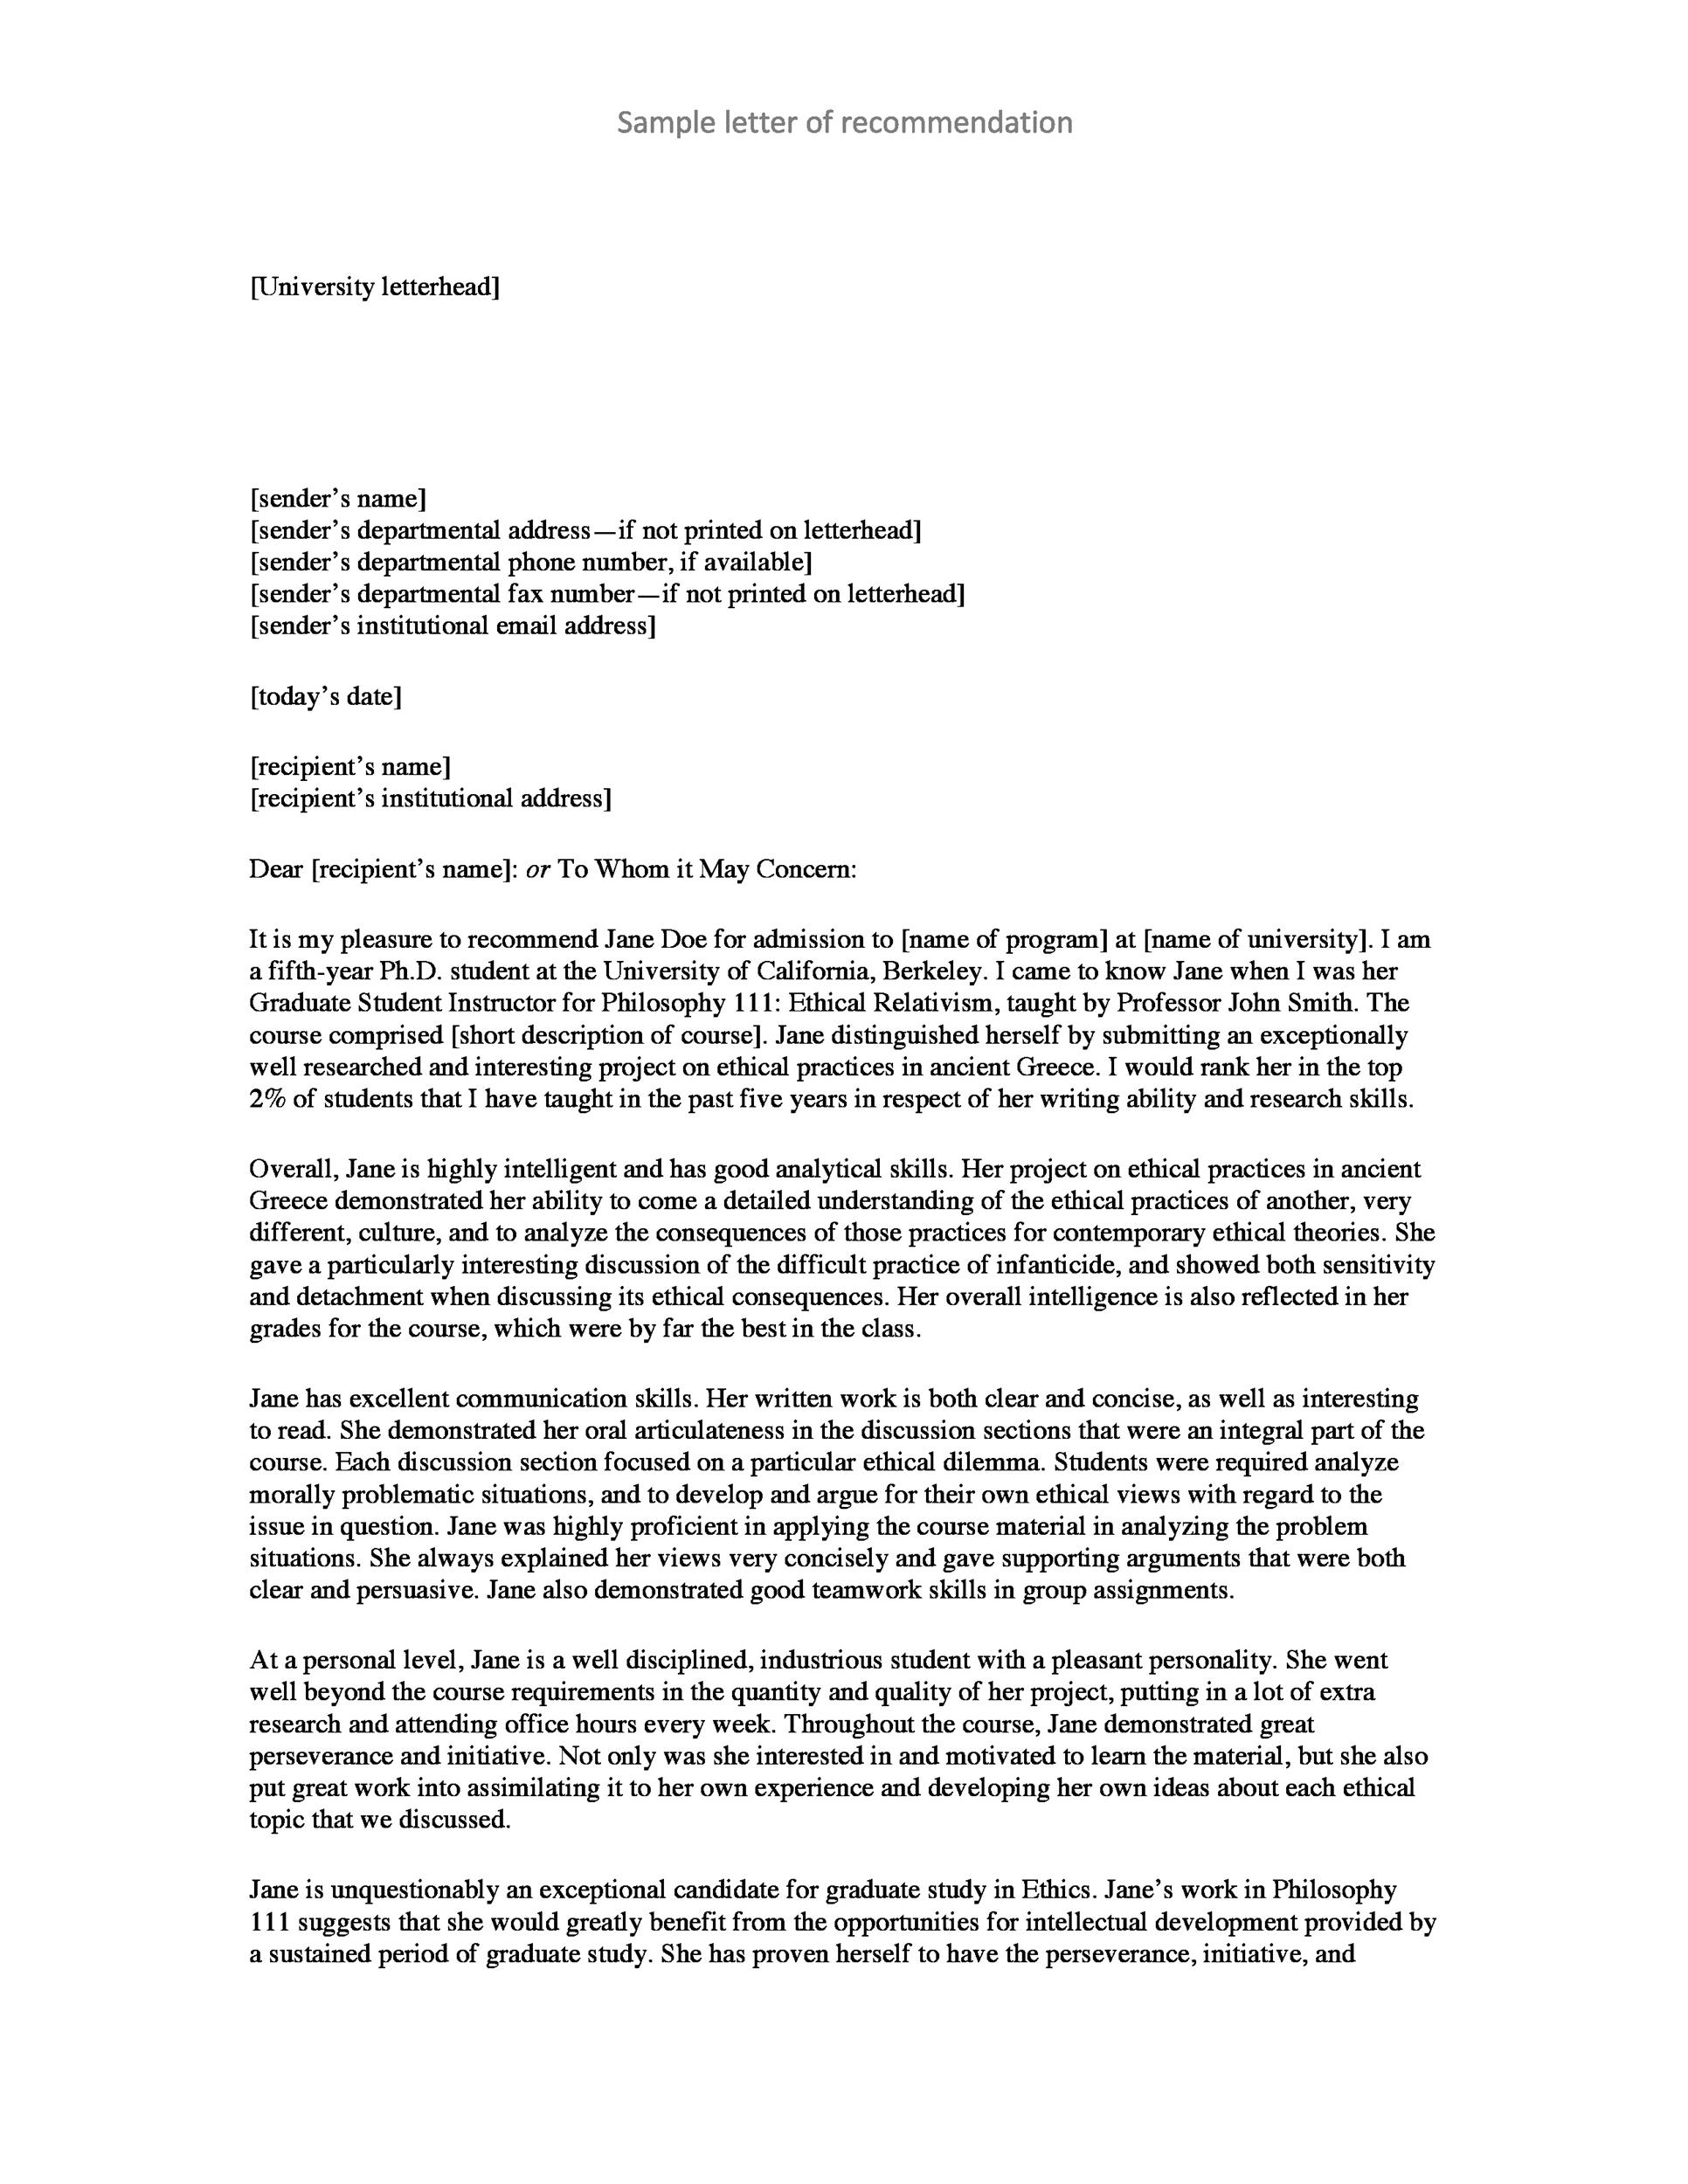 Sample letter of recommendation
[University letterhead]
[sender’s name]
[sender’s departmental address—if not printed on letterhead]
[sender’s departmental phone number, if available]
[sender’s departmental fax number—if not printed on letterhead]
[sender’s institutional email address]
[today’s date]
[recipient’s name]
[recipient’s institutional address]
Dear [recipient’s name]: or To Whom it May Concern:
It is my pleasure to recommend Jane Doe for admission to [name of program] at [name of university]. I am
a fifth-year Ph.D. student at the University of California, Berkeley. I came to know Jane when I was her
Graduate Student Instructor for Philosophy 111: Ethical Relativism, taught by Professor John Smith. The
course comprised [short description of course]. Jane distinguished herself by submitting an exceptionally
well researched and interesting project on ethical practices in ancient Greece. I would rank her in the top
2% of students that I have taught in the past five years in respect of her writing ability and research skills.
Overall, Jane is highly intelligent and has good analytical skills. Her project on ethical practices in ancient
Greece demonstrated her ability to come a detailed understanding of the ethical practices of another, very
different, culture, and to analyze the consequences of those practices for contemporary ethical theories. She
gave a particularly interesting discussion of the difficult practice of infanticide, and showed both sensitivity
and detachment when discussing its ethical consequences. Her overall intelligence is also reflected in her
grades for the course, which were by far the best in the class.
Jane has excellent communication skills. Her written work is both clear and concise, as well as interesting
to read. She demonstrated her oral articulateness in the discussion sections that were an integral part of the
course. Each discussion section focused on a particular ethical dilemma. Students were required analyze
morally problematic situations, and to develop and argue for their own ethical views with regard to the
issue in question. Jane was highly proficient in applying the course material in analyzing the problem
situations. She always explained her views very concisely and gave supporting arguments that were both
clear and persuasive. Jane also demonstrated good teamwork skills in group assignments.
At a personal level, Jane is a well disciplined, industrious student with a pleasant personality. She went
well beyond the course requirements in the quantity and quality of her project, putting in a lot of extra
research and attending office hours every week. Throughout the course, Jane demonstrated great
perseverance and initiative. Not only was she interested in and motivated to learn the material, but she also
put great work into assimilating it to her own experience and developing her own ideas about each ethical
topic that we discussed.
Jane is unquestionably an exceptional candidate for graduate study in Ethics. Jane’s work in Philosophy
111 suggests that she would greatly benefit from the opportunities for intellectual development provided by
a sustained period of graduate study. She has proven herself to have the perseverance, initiative, and